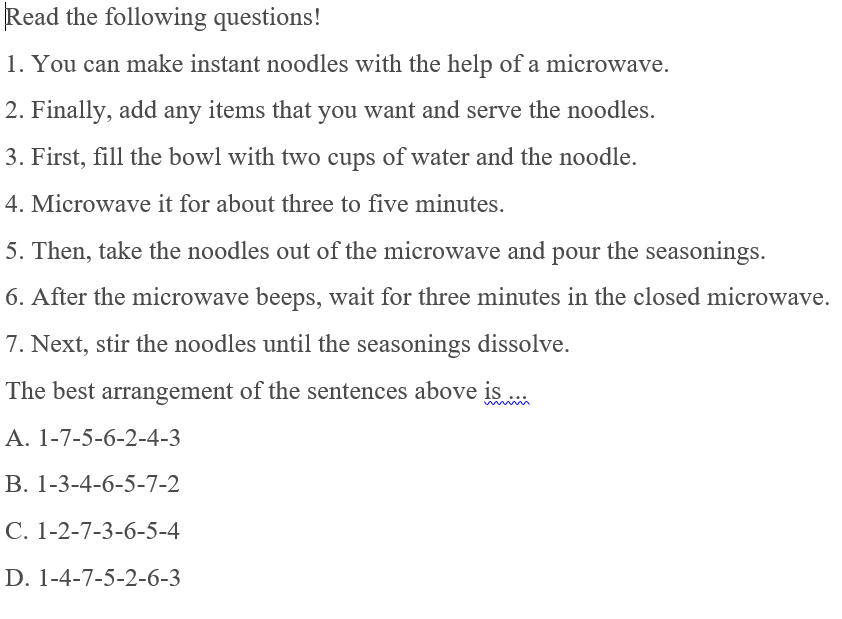 Read the following questions!
1. You can make instant noodles with the help of a microwave.
2. Finally, add any items that you want and serve the noodles.
3. First, fill the bowl with two cups of water and the noodle.
4. Microwave it for about three to five minutes.
5. Then, take the noodles out of the microwave and pour the seasonings.
6. After the microwave beeps, wait for three minutes in the closed microwave.
7. Next, stir the noodles until the seasonings dissolve.
The best arrangement of the sentences above is ...
A. 1-7-5-6-2-4-3
B. 1-3-4-6-5-7-2
C. 1-2-7-3-6-5-4
D. 1-4-7-5-2-6-3